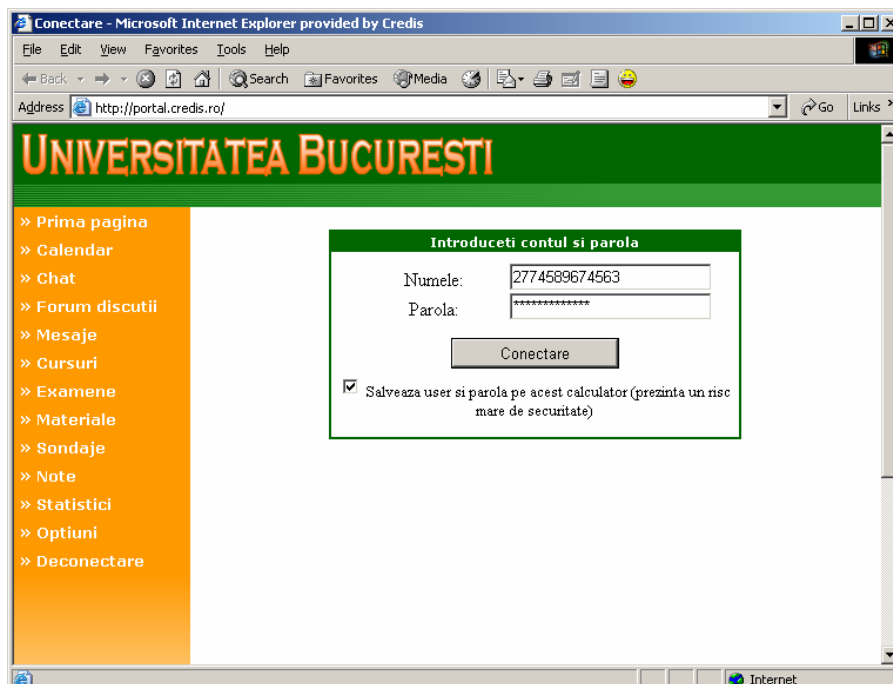 Conectare - Microsoft Internet Explorer provided by Credis
File Edit View Favorites Tools Help
Back Search Favorites Media
Address http://portal.credis.ro/ Go Links »
UNIVERSITATEA BUCURESTI
» Prima pagina
» Calendar
» Chat
» Forum discutii
» Mesaje
» Cursuri
» Examene
» Materiale
» Sondaje
» Note
» Statistici
» Optiuni
» Deconectare
Introduceti contul si parola
Numele: 2774589674563
Parola: *************
Conectare
Salveaza user si parola pe acest calculator (prezinta un risc
mare de securitate)
Internet